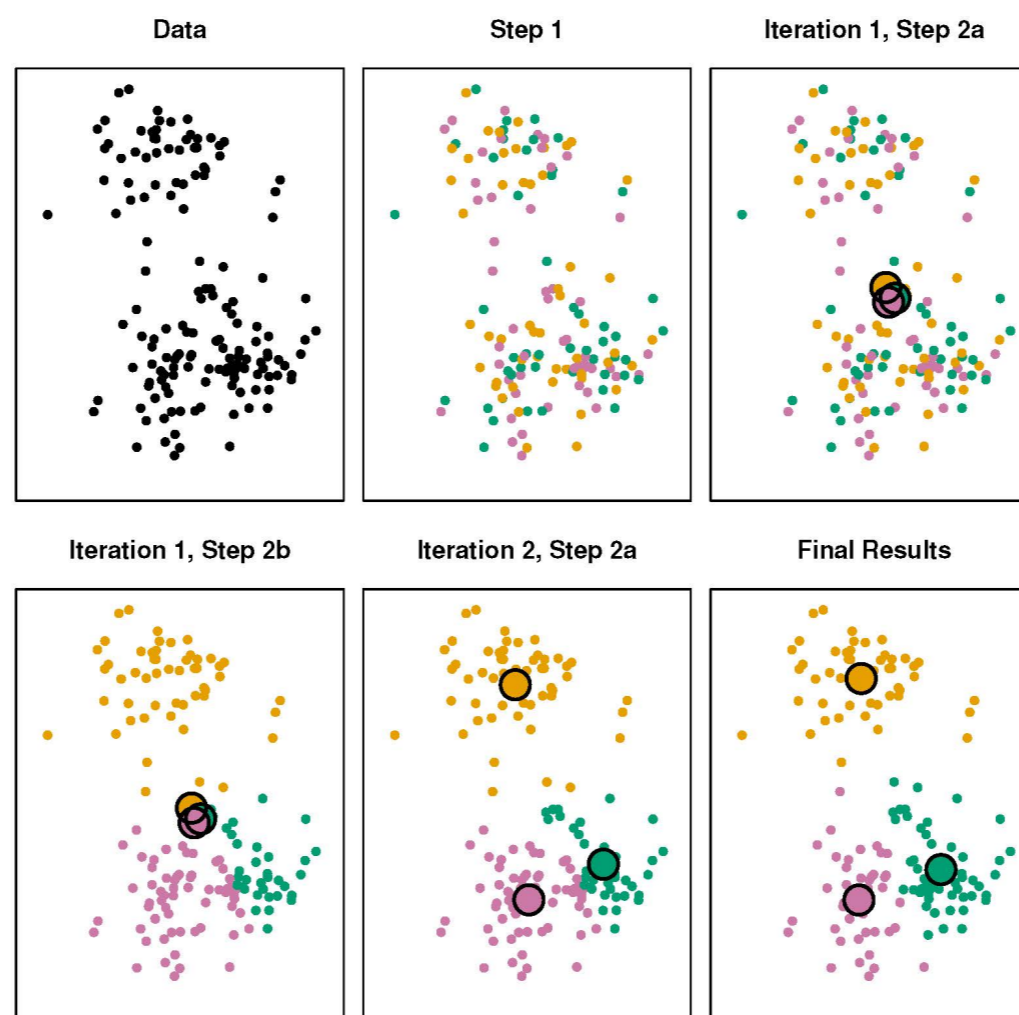 Data
Step 1
Iteration 1, Step 2a
Iteration 1, Step 2b
Iteration 2, Step 2a
Final Results